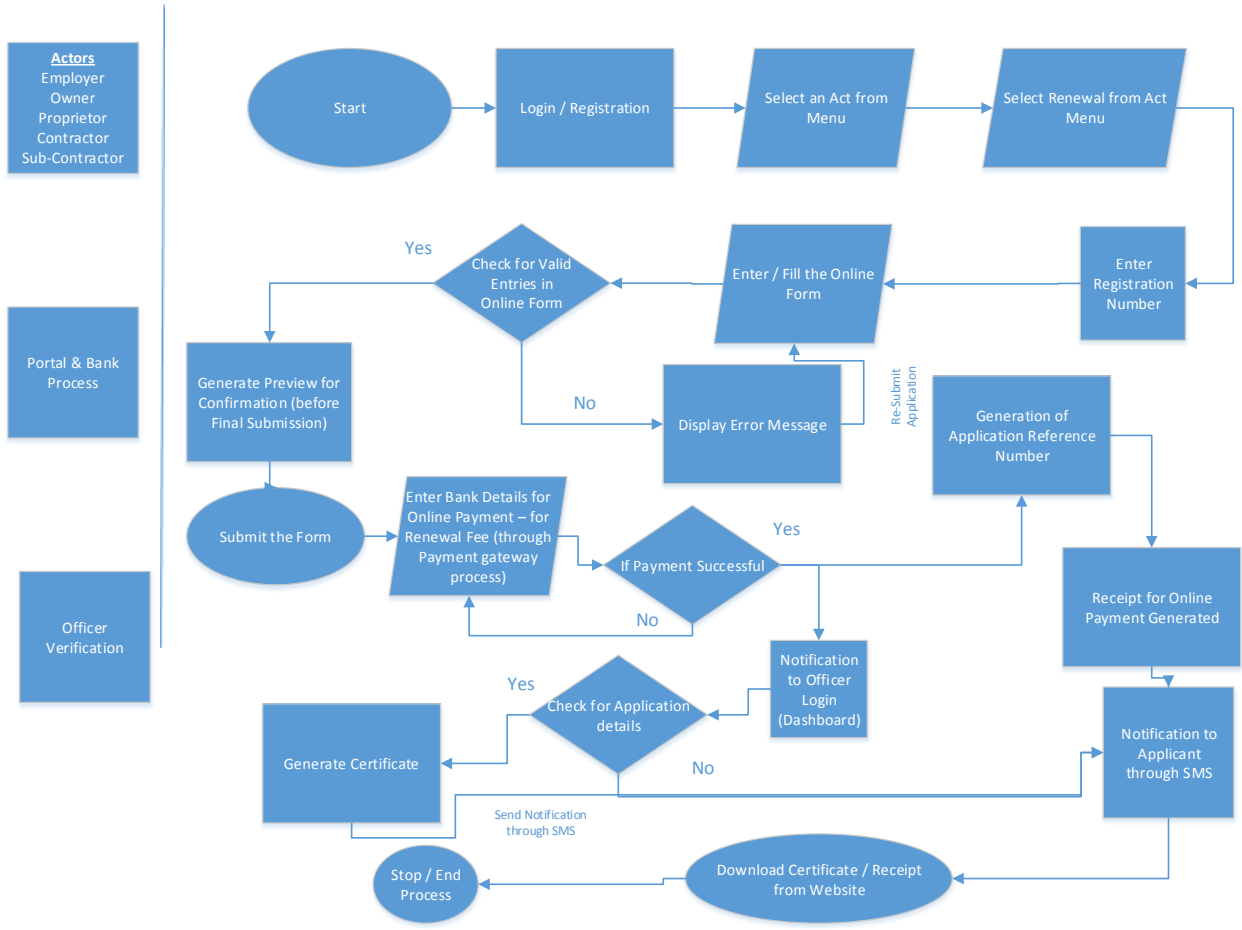 Actors
Employer
Owner
Proprietor
Contractor
Sub-Contractor
Start
Login / Registration
Select an Act from
Menu
Select Renewal from Act
Menu
Enter
Registration
Number
Enter / Fill the Online
Form
Check for Valid
Entries in
Online Form
Yes
No
Portal & Bank
Process
Generate Preview for
Confirmation (before
Final Submission)
Display Error Message
Re-Submit
Application
Generation of
Application Reference
Number
Submit the Form
Enter Bank Details for
Online Payment – for
Renewal Fee (through
Payment gateway
process)
If Payment Successful
Yes
No
Receipt for Online
Payment Generated
Officer
Verification
Notification
to Officer
Login
(Dashboard)
Check for Application
details
Yes
No
Generate Certificate
Notification to
Applicant
through SMS
Send Notification
through SMS
Download Certificate / Receipt
from Website
Stop / End
Process